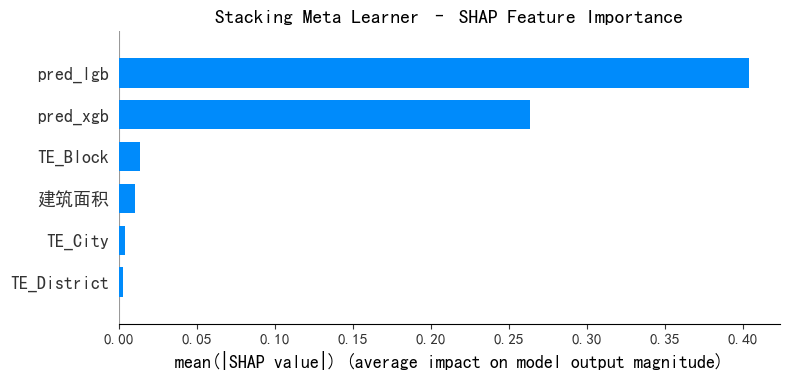 Stacking Meta Learner - SHAP Feature Importance
pred_lgb
pred_xgb
TE_Block
建筑面积
TE_City
TE_District
0.00 0.05 0.10 0.15 0.20 0.25 0.30 0.35 0.40
mean(|SHAP value|) (average impact on model output magnitude)